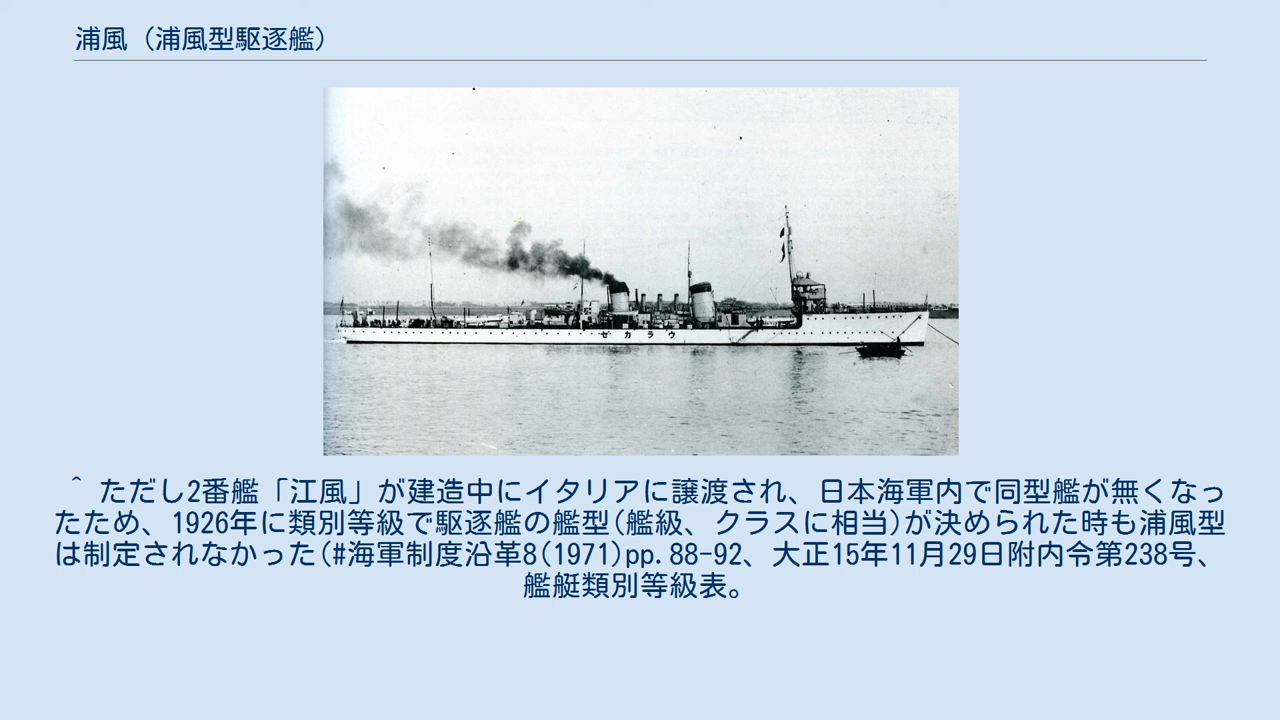 浦風（浦風型駆逐艦）
ゼカラウ
^ ただし2番艦「江風」が建造中にイタリアに譲渡され、日本海軍内で同型艦が無くなっ
たため、1926年に類別等級で駆逐艦の艦型(艦級、クラスに相当)が決められた時も浦風型
は制定されなかった(#海軍制度沿革8(1971)pp.88-92、大正15年11月29日附内令第238号、
艦艇類別等級表。